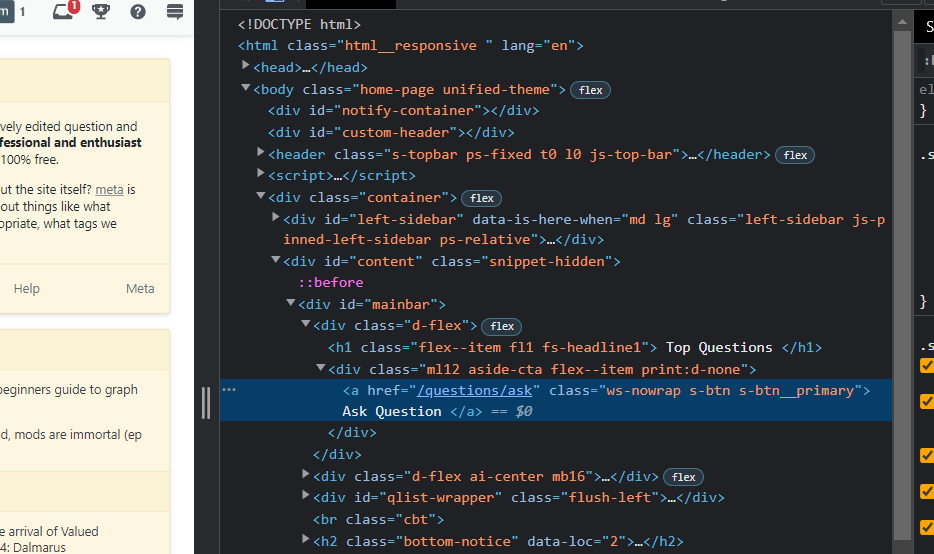 m 1
1
vely edited question and
fessional and enthusiast
100% free.
ut the site itself? meta is
out things like what
opriate, what tags we
Help Meta
beginners guide to graph
d, mods are immortal (ep
e arrival of Valued
4: Dalmarus
<!DOCTYPE html>
<html class="html__responsive " lang="en">
<head>…</head>
<body class="home-page unified-theme"> flex
<div id="notify-container"></div>
<div id="custom-header"></div>
<header class="s-topbar ps-fixed t0 l0 js-top-bar">…</header> flex
<script>…</script>
<div class="container"> flex
<div id="left-sidebar" data-is-here-when="md lg" class="left-sidebar js-p
inned-left-sidebar ps-relative">…</div>
<div id="content" class="snippet-hidden">
::before
<div id="mainbar">
<div class="d-flex"> flex
<h1 class="flex--item fl1 fs-headline1"> Top Questions </h1>
<div class="ml12 aside-cta flex--item print:d-none">
<a href="/questions/ask" class="ws-nowrap s-btn s-btn__primary">
Ask Question </a> == $0
</div>
</div>
<div class="d-flex ai-center mb16">…</div> flex
<div id="qlist-wrapper" class="flush-left">…</div>
<br class="cbt">
<h2 class="bottom-notice" data-loc="2">…</h2>
S
el
}
.s
}
.s